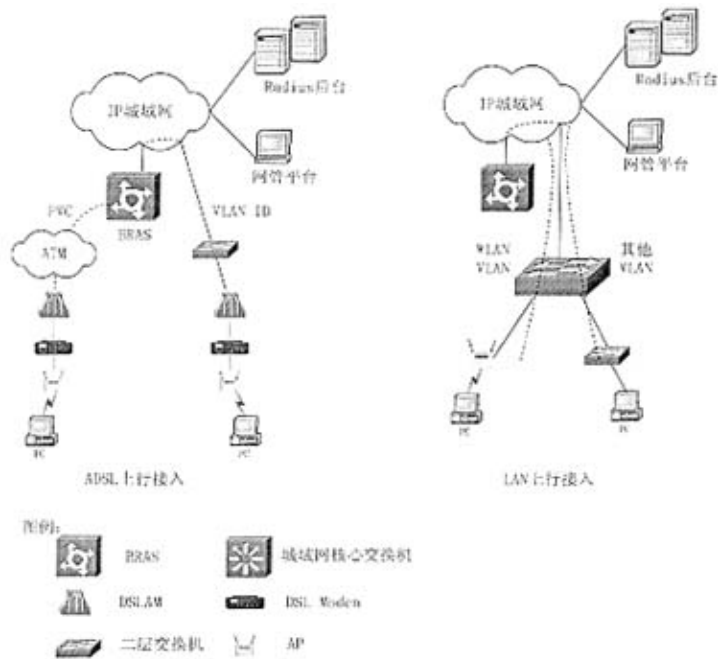 Radius后台
IP城域网
网管平台
PVC
BRAS
VLAN ID
ATM
PC
PC
ADSL上行接入
Radius后台
IP城域网
网管平台
WLAN
VLAN
其他
VLAN
PC
PC
LAN上行接入
图例:
BRAS
城域网核心交换机
DSLAM
DSL Modem
二层交换机
AP